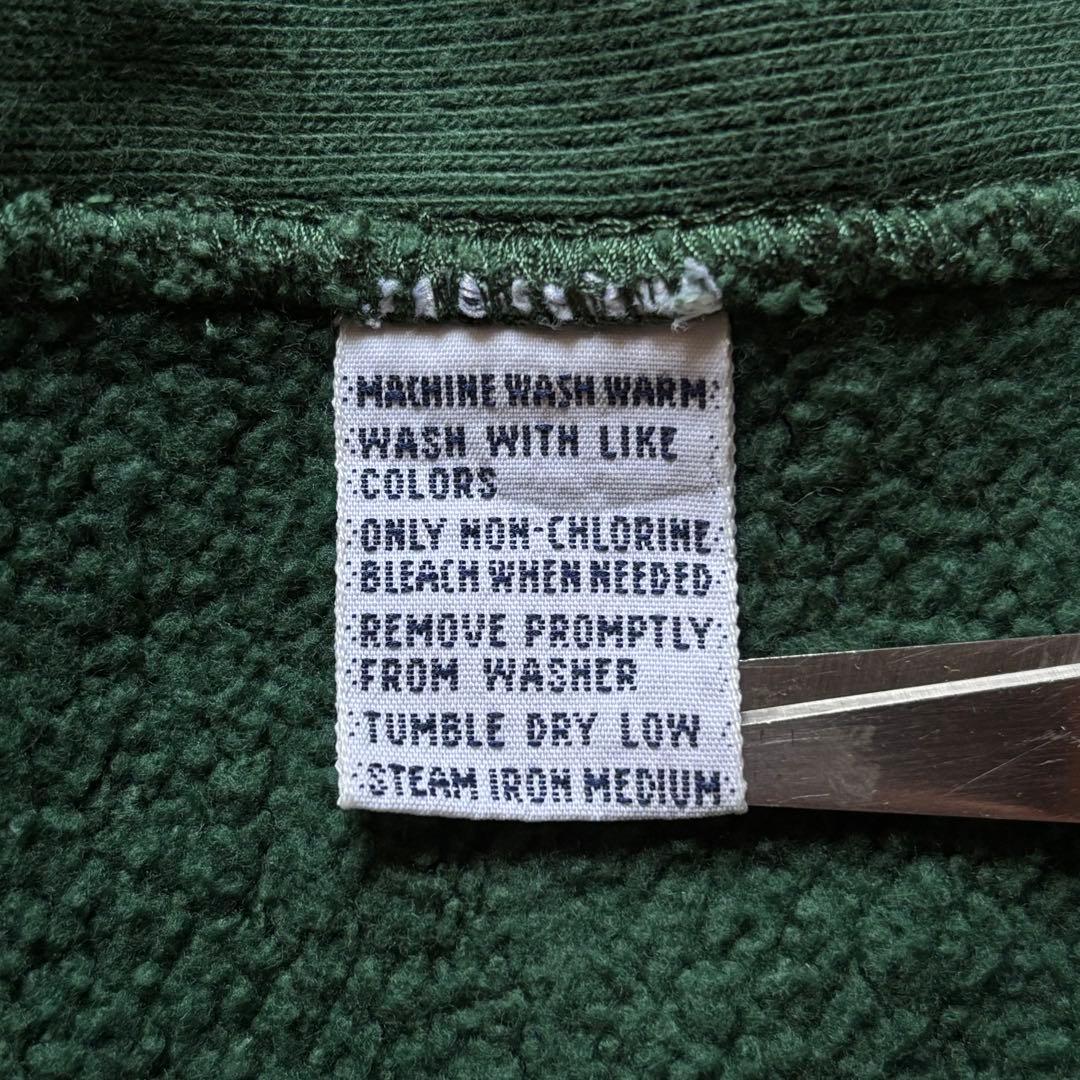 MACHINE WASH WARM
WASH WITH LIKE
COLORS
ONLY NON-CHLORINE
BLEACH WHEN NEEDED
REMOVE PROMPTLY
FROM WASHER
TUMBLE DRY LOW
STEAM IRON MEDIUM